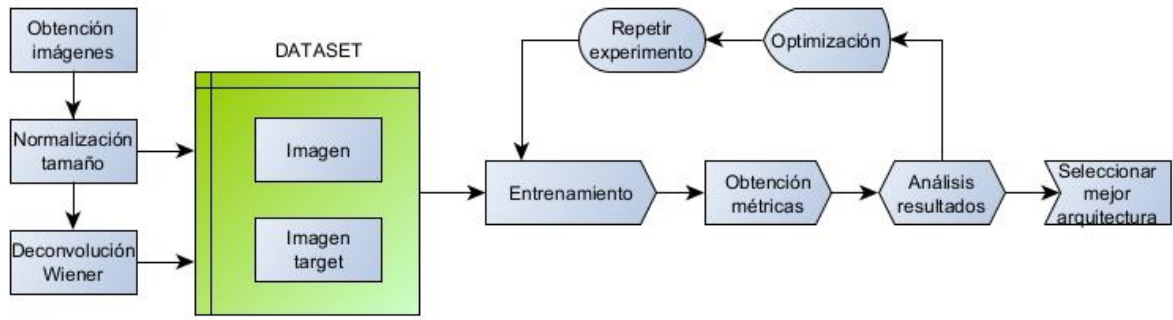 Obtención
imágenes
Normalización
tamaño
Deconvolución
Wiener
DATASET
Imagen
Imagen
target
Repetir
experimento
Optimización
Entrenamiento
Obtención
métricas
Análisis
resultados
Seleccionar
mejor
arquitectura